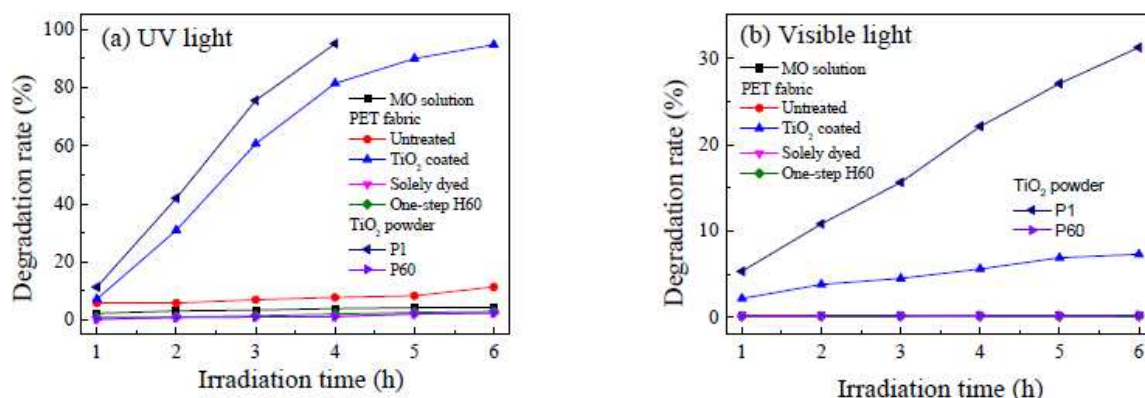 (a) UV light
Degradation rate (%)
100
80
60
40
20
0
MO solution
PET fabric
Untreated
TiO₂ coated
Solely dyed
One-step H60
TiO₂ powder
P1
P60
1 2 3 4 5 6
Irradiation time (h)
(b) Visible light
Degradation rate (%)
30
20
10
0
MO solution
PET fabric
Untreated
TiO₂ coated
Solely dyed
One-step H60
TiO₂ powder
P1
P60
1 2 3 4 5 6
Irradiation time (h)